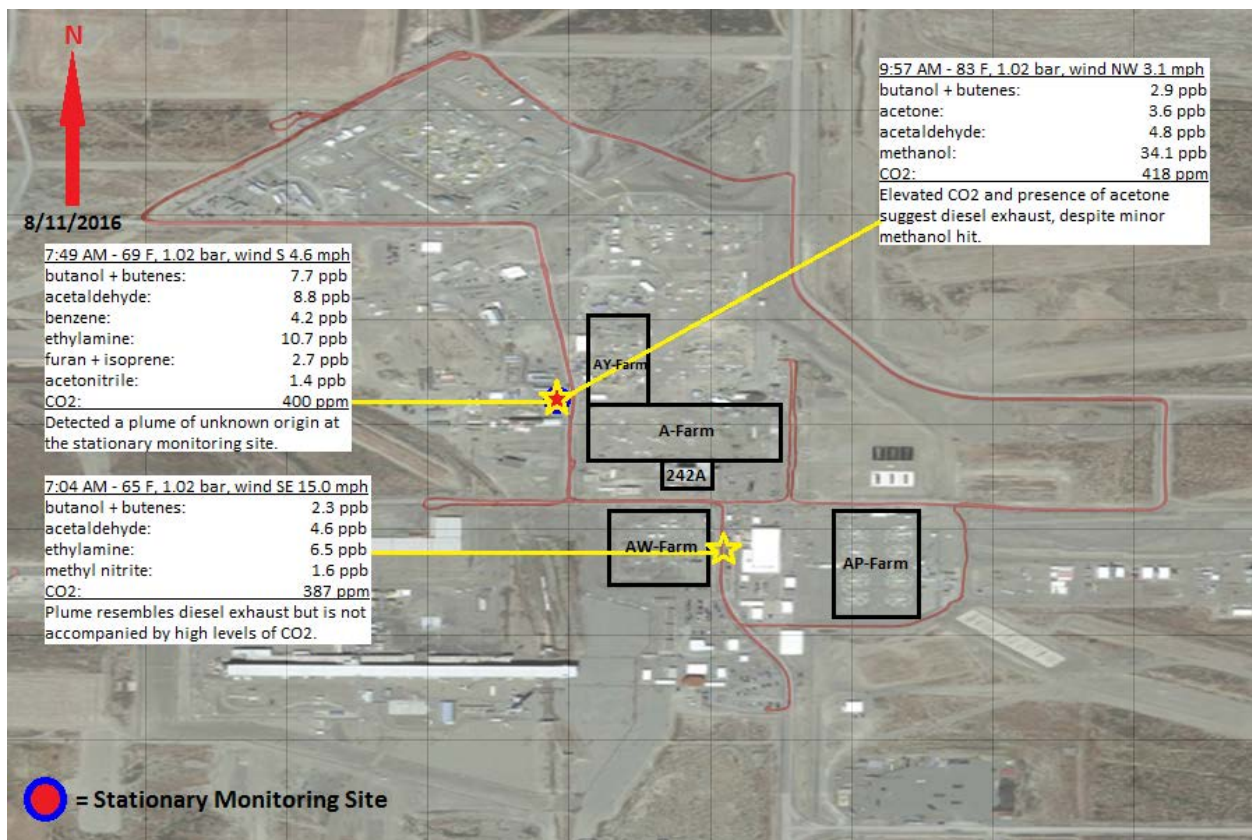 N
8/11/2016
9:57 AM - 83 F, 1.02 bar, wind NW 3.1 mph
butanol + butenes: 2.9 ppb
acetone: 3.6 ppb
acetaldehyde: 4.8 ppb
methanol: 34.1 ppb
CO2: 418 ppm
Elevated CO2 and presence of acetone
suggest diesel exhaust, despite minor
methanol hit.
7:49 AM - 69 F, 1.02 bar, wind S 4.6 mph
butanol + butenes: 7.7 ppb
acetaldehyde: 8.8 ppb
benzene: 4.2 ppb
ethylamine: 10.7 ppb
furan + isoprene: 2.7 ppb
acetonitrile: 1.4 ppb
CO2: 400 ppm
Detected a plume of unknown origin at
the stationary monitoring site.
7:04 AM - 65 F, 1.02 bar, wind SE 15.0 mph
butanol + butenes: 2.3 ppb
acetaldehyde: 4.6 ppb
ethylamine: 6.5 ppb
methyl nitrite: 1.6 ppb
CO2: 387 ppm
Plume resembles diesel exhaust but is not
accompanied by high levels of CO2.
AY-Farm
A-Farm
242A
AW-Farm
AP-Farm
= Stationary Monitoring Site